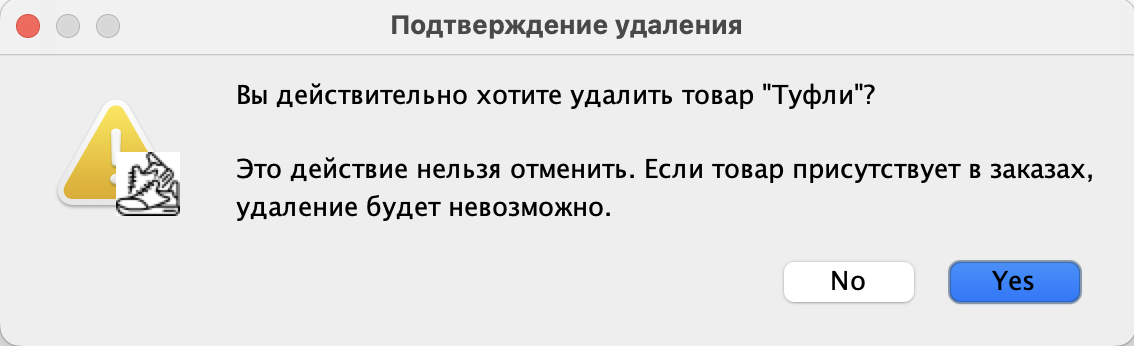 Подтверждение удаления
Вы действительно хотите удалить товар "Туфли"?
Это действие нельзя отменить. Если товар присутствует в заказах,
удаление будет невозможно.
No
Yes